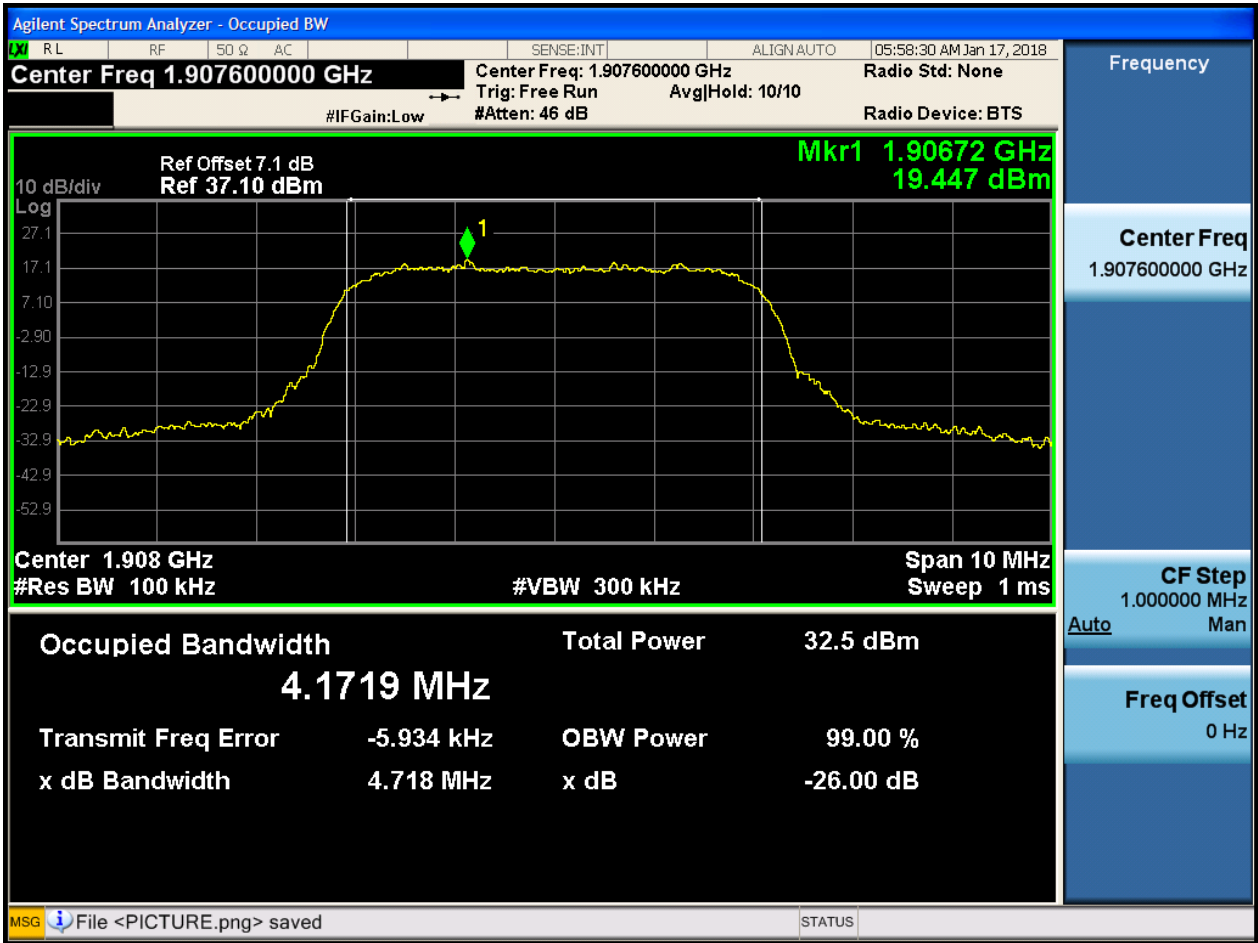 Agilent Spectrum Analyzer - Occupied BW
LXI RL RF 50 Ω AC SENSE:INT ALIGN AUTO 05:58:30 AM Jan 17, 2018
Center Freq 1.907600000 GHz
Center Freq: 1.907600000 GHz
Radio Std: None
Trig: Free Run Avg|Hold: 10/10
#IFGain:Low
#Atten: 46 dB
Radio Device: BTS
Mkr1 1.90672 GHz
19.447 dBm
Ref Offset 7.1 dB
10 dB/div Ref 37.10 dBm
Log
1
27.1
17.1
7.10
-2.90
-12.9
-22.9
-32.9
-42.9
-52.9
Center 1.908 GHz Span 10 MHz
#Res BW 100 kHz #VBW 300 kHz Sweep 1 ms
Occupied Bandwidth Total Power 32.5 dBm
4.1719 MHz
Transmit Freq Error -5.934 kHz OBW Power 99.00 %
x dB Bandwidth 4.718 MHz x dB -26.00 dB
Frequency
Center Freq
1.907600000 GHz
CF Step
1.000000 MHz
Auto Man
Freq Offset
0 Hz
MSG File <PICTURE.png> saved STATUS